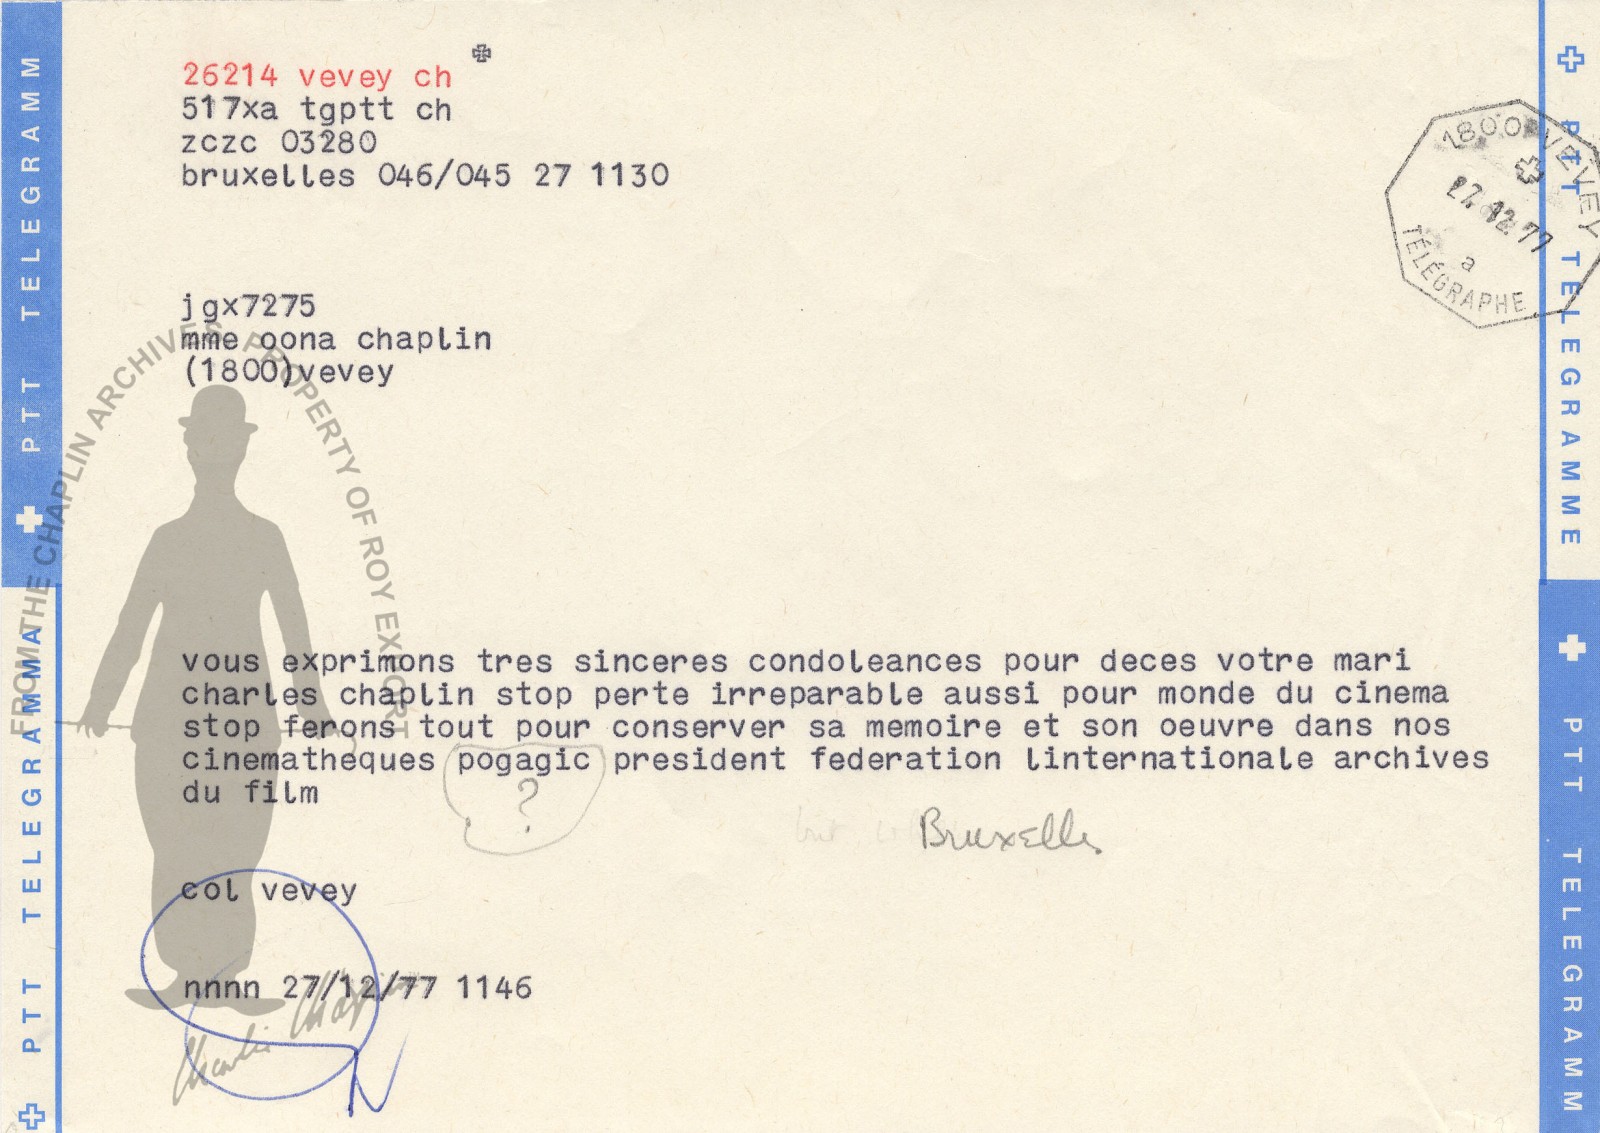 26214 vevey ch
517xa tgptt ch
zczc 03280
bruxelles 046/045 27 1130
1800 VEVEY
27.12.77
a
TÉLÉGRAPHE
jgx7275
mme oona chaplin
(1800)vevey
vous exprimons tres sinceres condoleances pour deces votre mari
charles chaplin stop perte irreparable aussi pour monde du cinema
stop ferons tout pour conserver sa memoire et son oeuvre dans nos
cinematheques pogagic president federation linternationale archives
du film
?
Bruxelles
col vevey
nnnn 27/12/77 1146
Charlie Chaplin
FROM THE CHAPLIN ARCHIVES, PROPERTY OF ROY EXPORT
PTT TELEGRAMMA PTT TELEGRAMM
PTT TELEGRAMME PTT TELEGRAMM